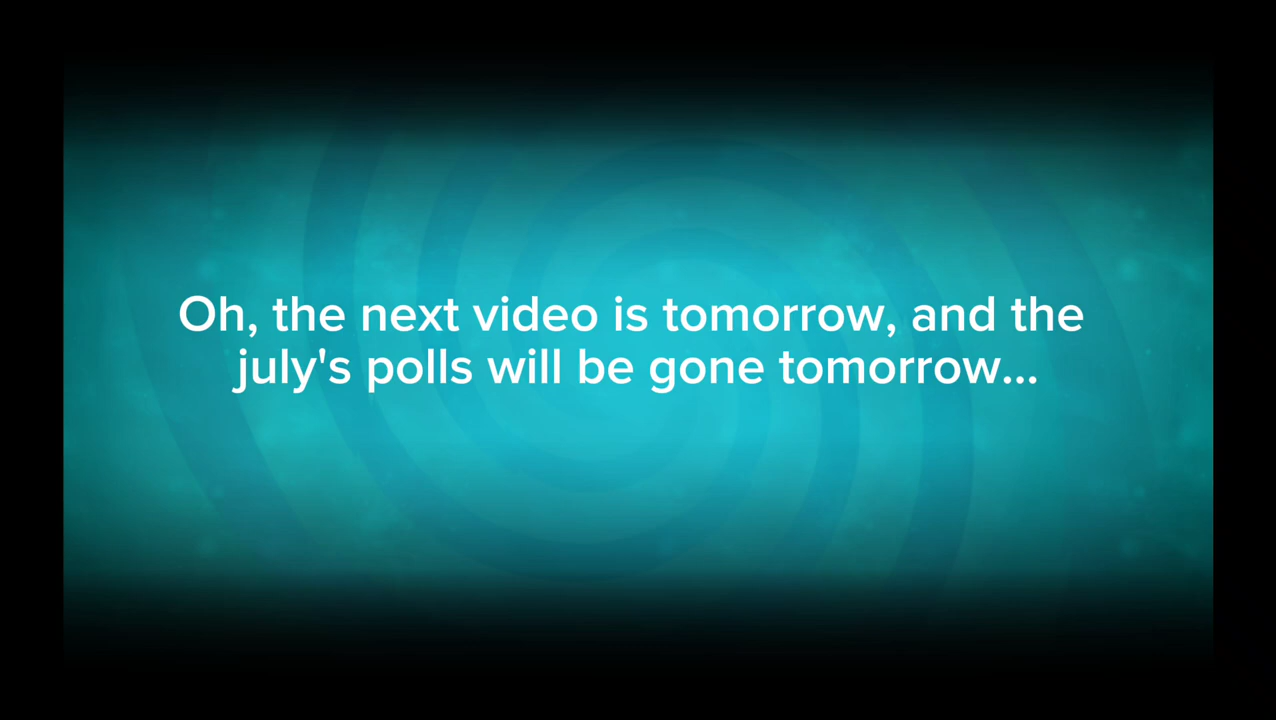 Oh, the next video is tomorrow, and the
july's polls will be gone tomorrow...